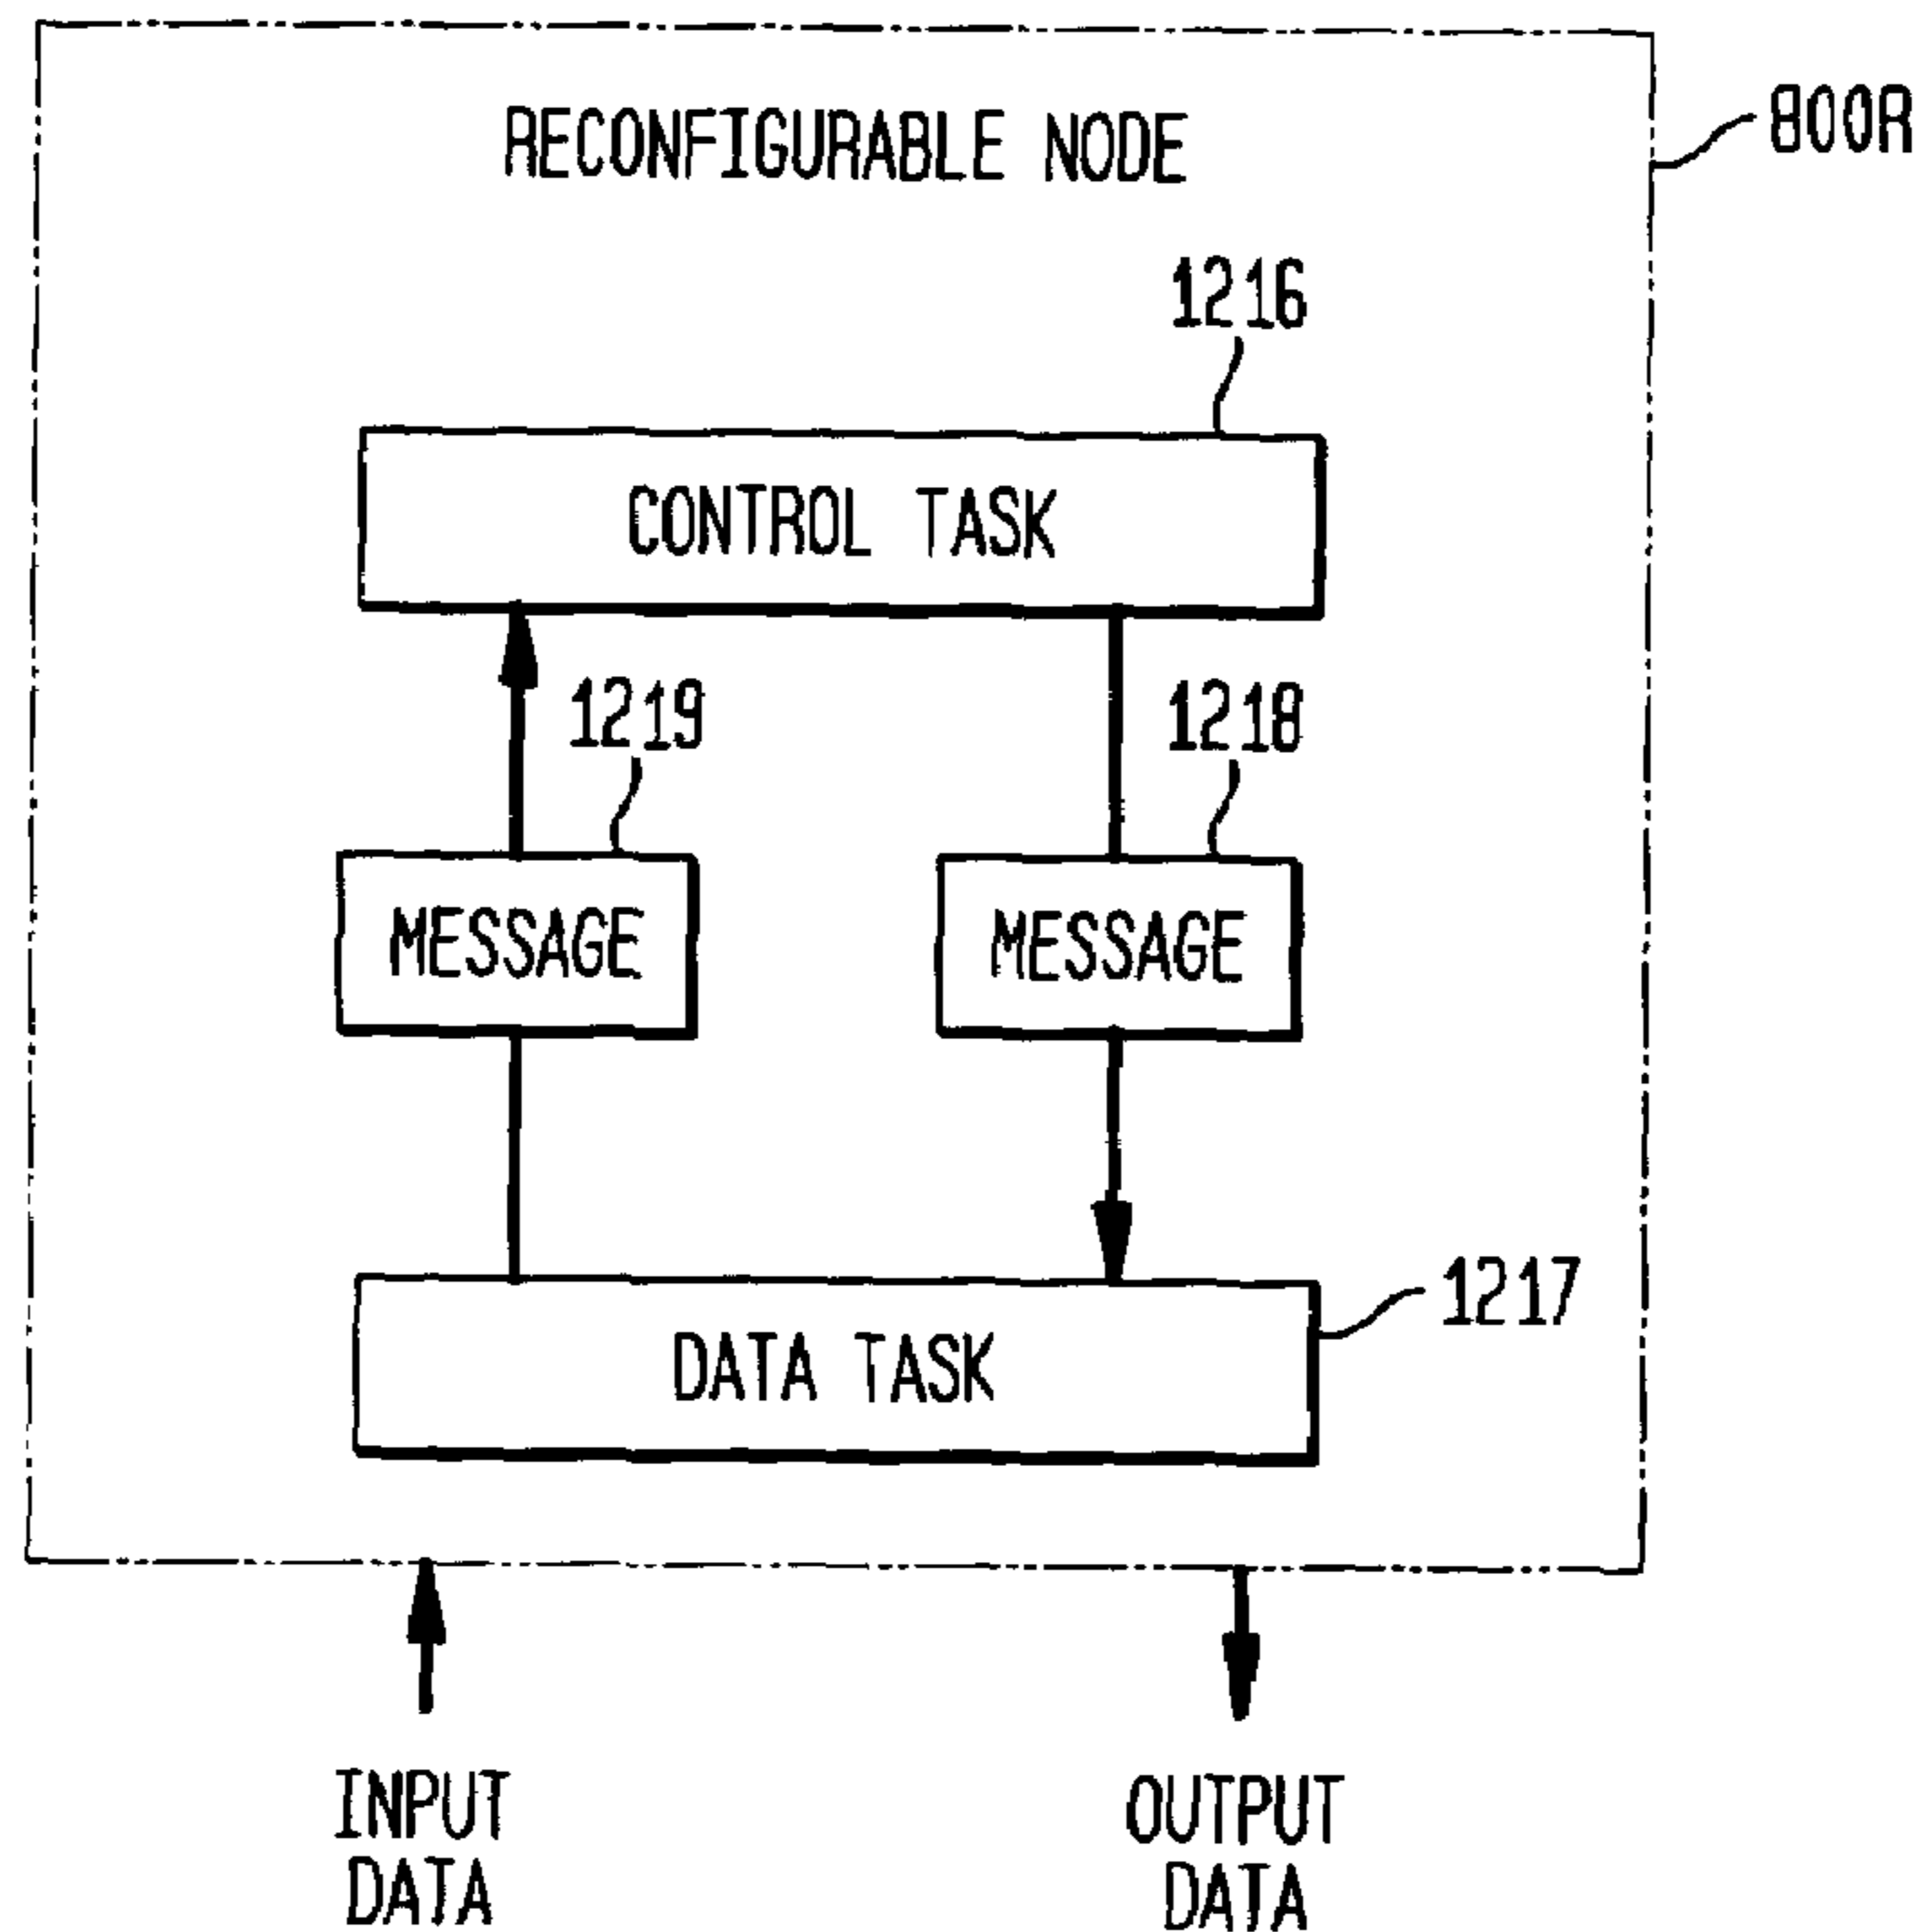 RECONFIGURABLE NODE
800R
1216
CONTROL TASK
1219
1218
MESSAGE
MESSAGE
1217
DATA TASK
INPUT
DATA
OUTPUT
DATA